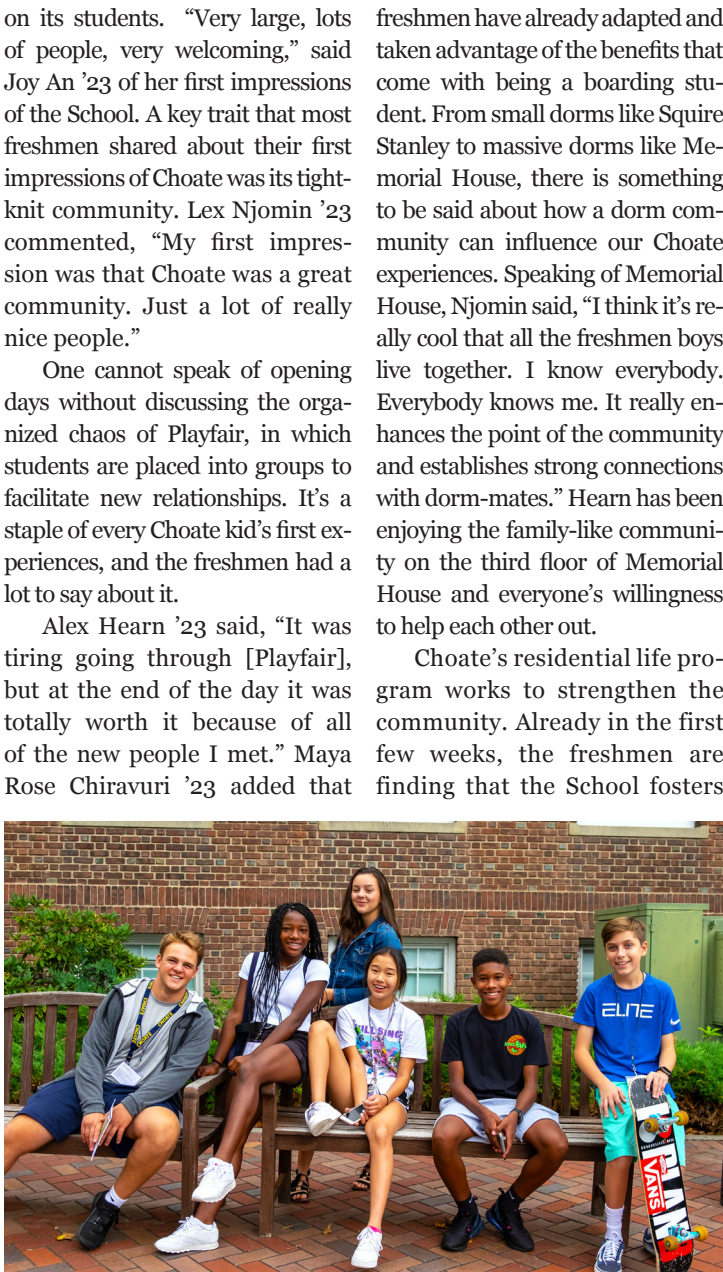 on its students. “Very large, lots
of people, very welcoming,” said
Joy An ’23 of her first impressions
of the School. A key trait that most
freshmen shared about their first
impressions of Choate was its tight-
knit community. Lex Njomin ’23
commented, “My first impres-
sion was that Choate was a great
community. Just a lot of really
nice people.”
One cannot speak of opening
days without discussing the orga-
nized chaos of Playfair, in which
students are placed into groups to
facilitate new relationships. It’s a
staple of every Choate kid’s first ex-
periences, and the freshmen had a
lot to say about it.
Alex Hearn ’23 said, “It was
tiring going through [Playfair],
but at the end of the day it was
totally worth it because of all
of the new people I met.” Maya
Rose Chiravuri ’23 added that
freshmen have already adapted and
taken advantage of the benefits that
come with being a boarding stu-
dent. From small dorms like Squire
Stanley to massive dorms like Me-
morial House, there is something
to be said about how a dorm com-
munity can influence our Choate
experiences. Speaking of Memorial
House, Njomin said, “I think it’s re-
ally cool that all the freshmen boys
live together. I know everybody.
Everybody knows me. It really en-
hances the point of the community
and establishes strong connections
with dorm-mates.” Hearn has been
enjoying the family-like communi-
ty on the third floor of Memorial
House and everyone’s willingness
to help each other out.
Choate’s residential life pro-
gram works to strengthen the
community. Already in the first
few weeks, the freshmen are
finding that the School fosters
CHOATE
ELITE
VANS